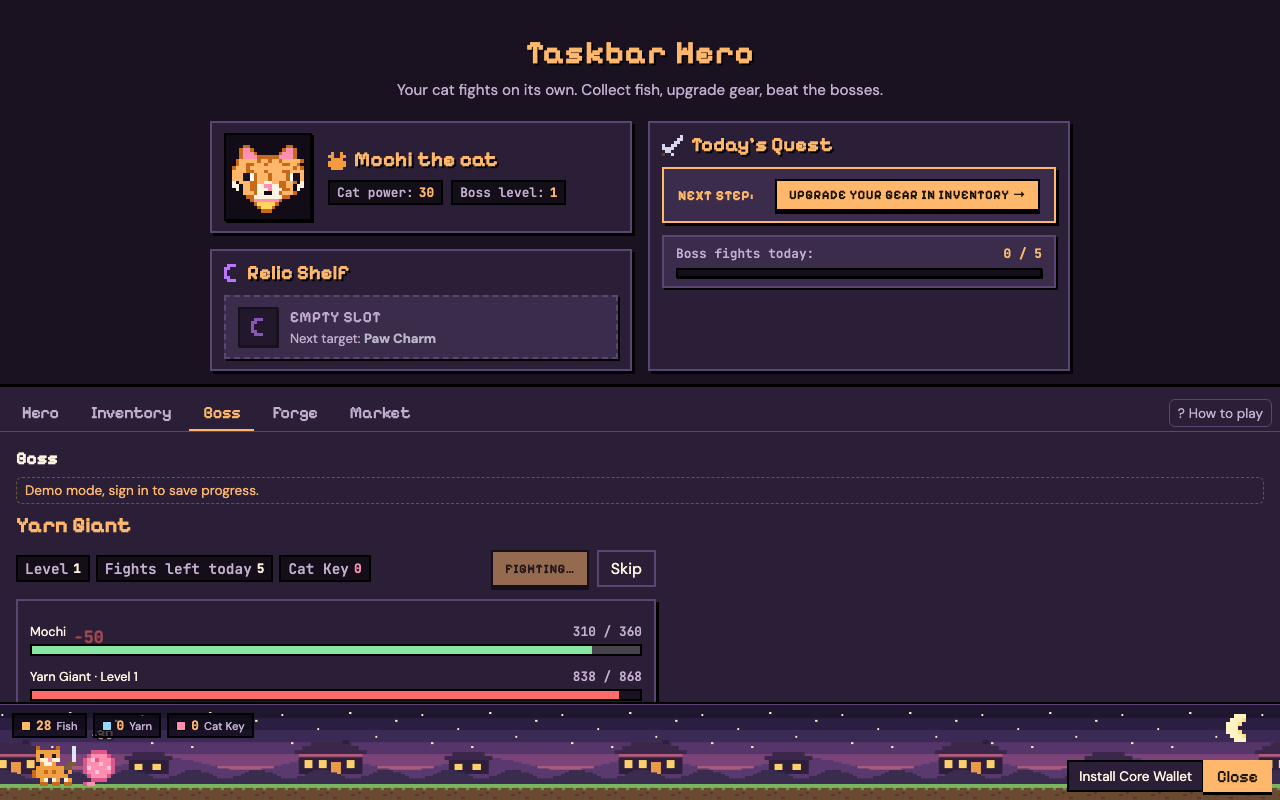 Taskbar Hero
Your cat fights on its own. Collect fish, upgrade gear, beat the bosses.
Mochi the cat
Cat power: 30
Boss level: 1
Relic Shelf
EMPTY SLOT
Next target: Paw Charm
Today's Quest
NEXT STEP:
UPGRADE YOUR GEAR IN INVENTORY →
Boss fights today: 0 / 5
Hero Inventory Boss Forge Market
? How to play
Boss
Demo mode, sign in to save progress.
Yarn Giant
Level 1
Fights left today 5
Cat Key 0
FIGHTING…
Skip
Mochi -50 310 / 360
Yarn Giant · Level 1 838 / 868
28 Fish
0 Yarn
0 Cat Key
Install Core Wallet
Close